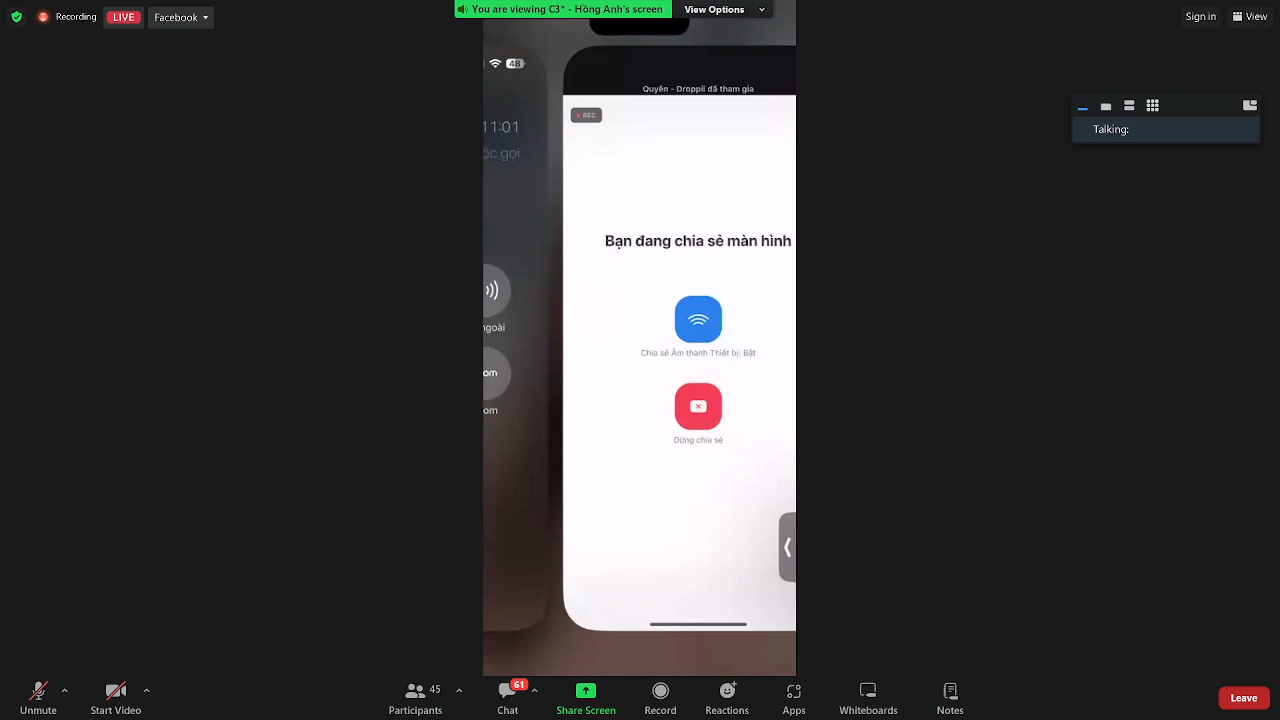 Recording
LIVE
Facebook
You are viewing C3* - Hồng Anh's screen
View Options
Sign in
View
Talking:
48
11:01
ộc gọi
ngoài
om
om
Quyên - Droppii đã tham gia
REC
Bạn đang chia sẻ màn hình
Chia sẻ Âm thanh Thiết bị: Bật
Dừng chia sẻ
Unmute
Start Video
45
Participants
61
Chat
Share Screen
Record
Reactions
Apps
Whiteboards
Notes
Leave